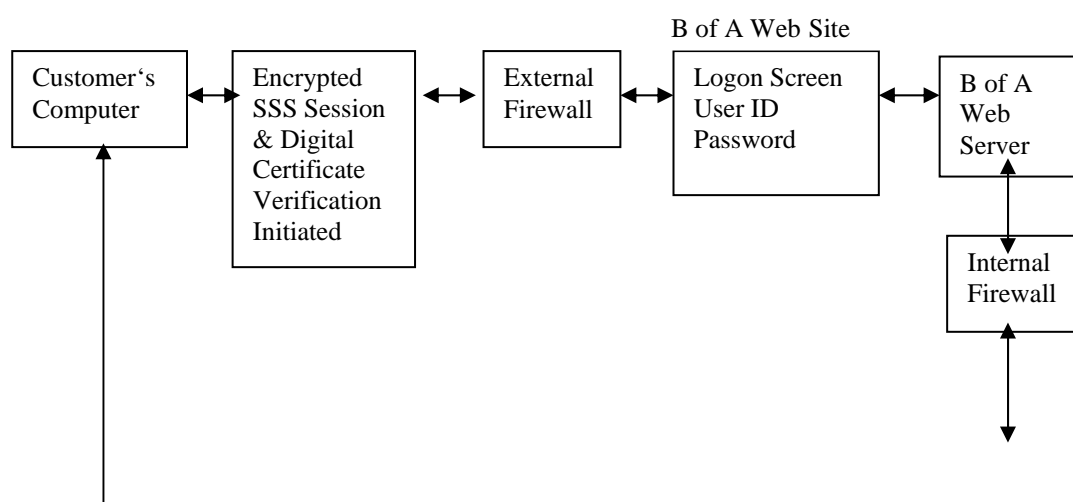 B of A Web Site
Customer‘s
Computer
Encrypted
SSS Session
& Digital
Certificate
Verification
Initiated
External
Firewall
Logon Screen
User ID
Password
B of A
Web
Server
Internal
Firewall